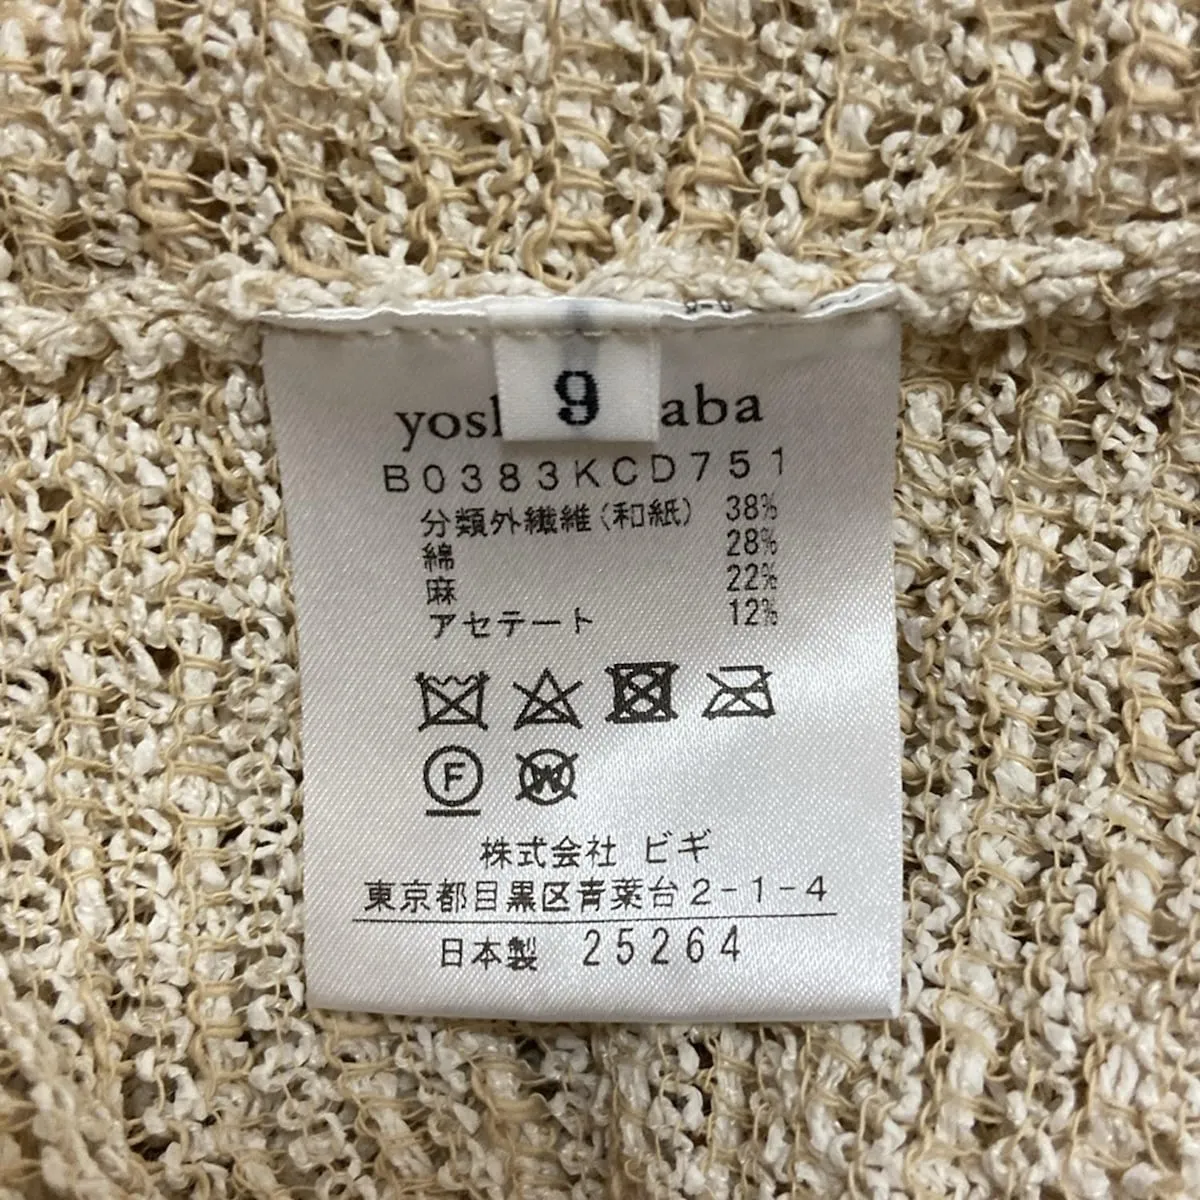 9
yos aba
B0383KCD751
分類外繊維(和紙) 38%
綿 28%
麻 22%
アセテート 12%
F W
株式会社 ビギ
東京都目黒区青葉台2-1-4
日本製 25264